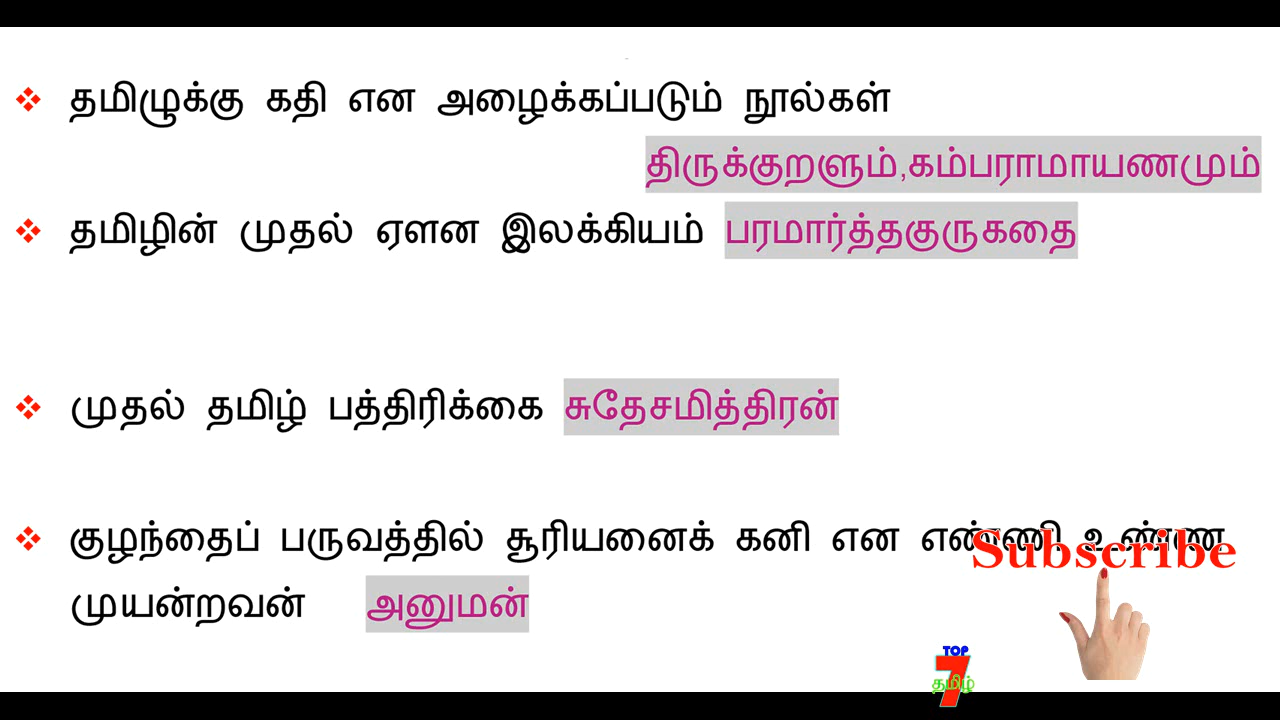 தமிழுக்கு கதி என அழைக்கப்படும் நூல்கள்
திருக்குறளும்,கம்பராமாயணமும்
தமிழின் முதல் ஏளன இலக்கியம் பரமார்த்தகுருகதை
முதல் தமிழ் பத்திரிக்கை சுதேசமித்திரன்
குழந்தைப் பருவத்தில் சூரியனைக் கனி என எண்ணி உண்ண
முயன்றவன் அனுமன்
Subscribe
TOP
7
தமிழ்